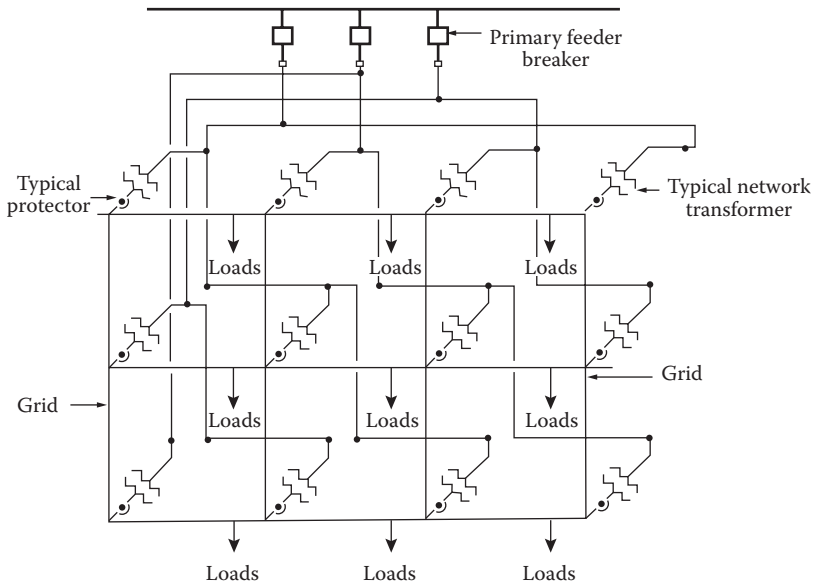 Primary feeder
breaker
Typical
protector
Typical network
transformer
Loads
Loads
Loads
Grid
Grid
Loads
Loads
Loads
Loads
Loads
Loads